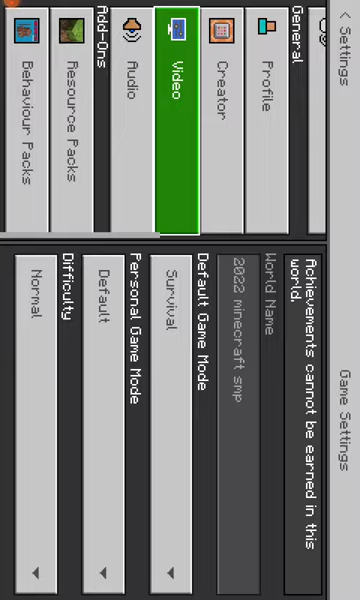 < Settings
Game Settings
General
Profile
Creator
Video
Audio
Add-Ons
Resource Packs
Behaviour Packs
Achievements cannot be earned in this
world.
World Name
2022 minecraft smp
Default Game Mode
Survival
Personal Game Mode
Default
Difficulty
Normal